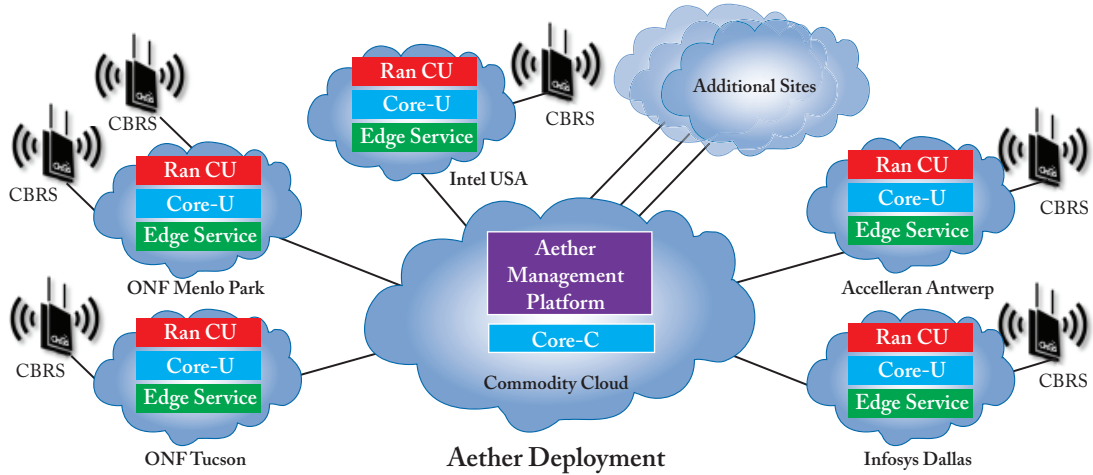 CBRS
CBRS
Ran CU
Core-U
Edge Service
ONF Menlo Park
Ran CU
Core-U
Edge Service
Intel USA
CBRS
Additional Sites
Ran CU
Core-U
Edge Service
Accelleran Antwerp
CBRS
CBRS
Ran CU
Core-U
Edge Service
ONF Tucson
Aether
Management
Platform
Core-C
Commodity Cloud
Ran CU
Core-U
Edge Service
Infosys Dallas
CBRS
Aether Deployment